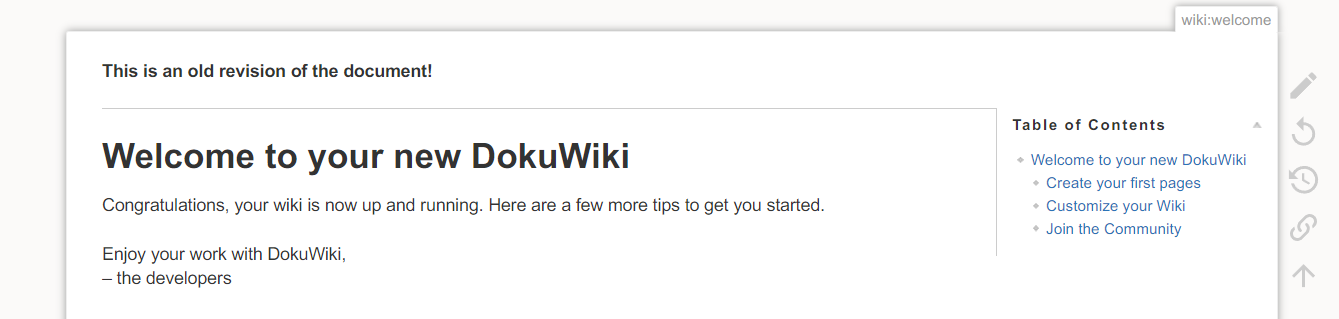 wiki:welcome
This is an old revision of the document!
Table of Contents
Welcome to your new DokuWiki
Create your first pages
Customize your Wiki
Join the Community
Welcome to your new DokuWiki
Congratulations, your wiki is now up and running. Here are a few more tips to get you started.
Enjoy your work with DokuWiki,
– the developers